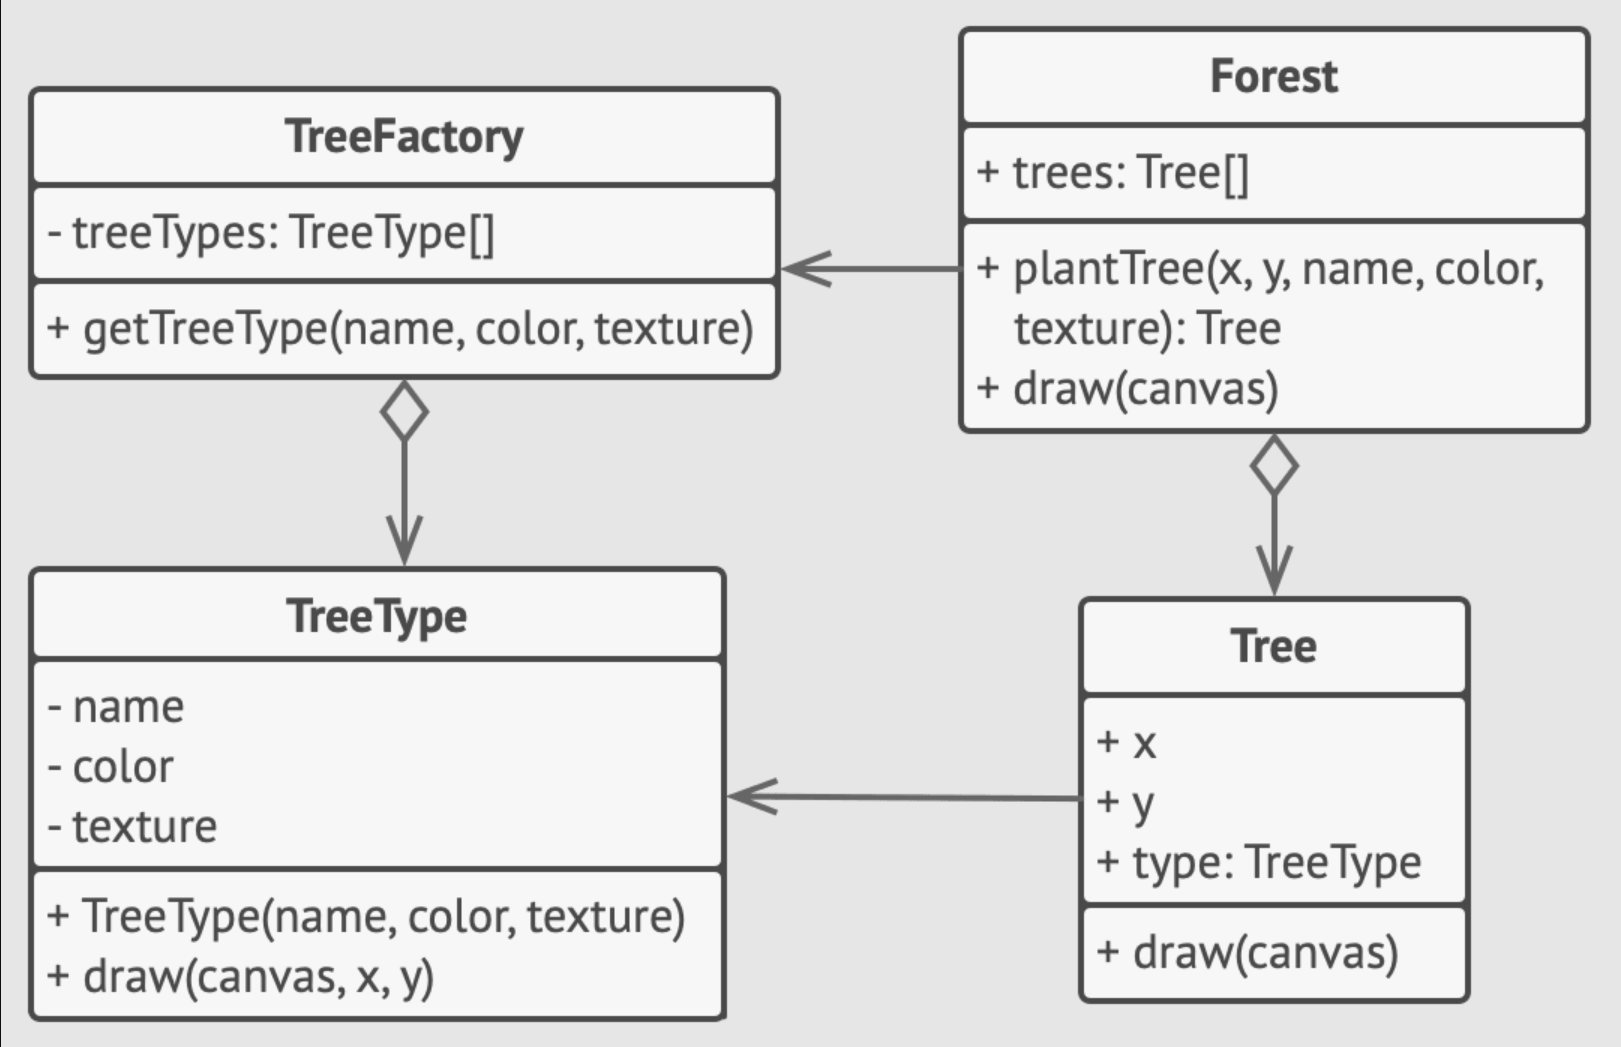 TreeFactory
- treeTypes: TreeType[]
+ getTreeType(name, color, texture)
Forest
+ trees: Tree[]
+ plantTree(x, y, name, color,
texture): Tree
+ draw(canvas)
TreeType
- name
- color
- texture
+ TreeType(name, color, texture)
+ draw(canvas, x, y)
Tree
+ x
+ y
+ type: TreeType
+ draw(canvas)